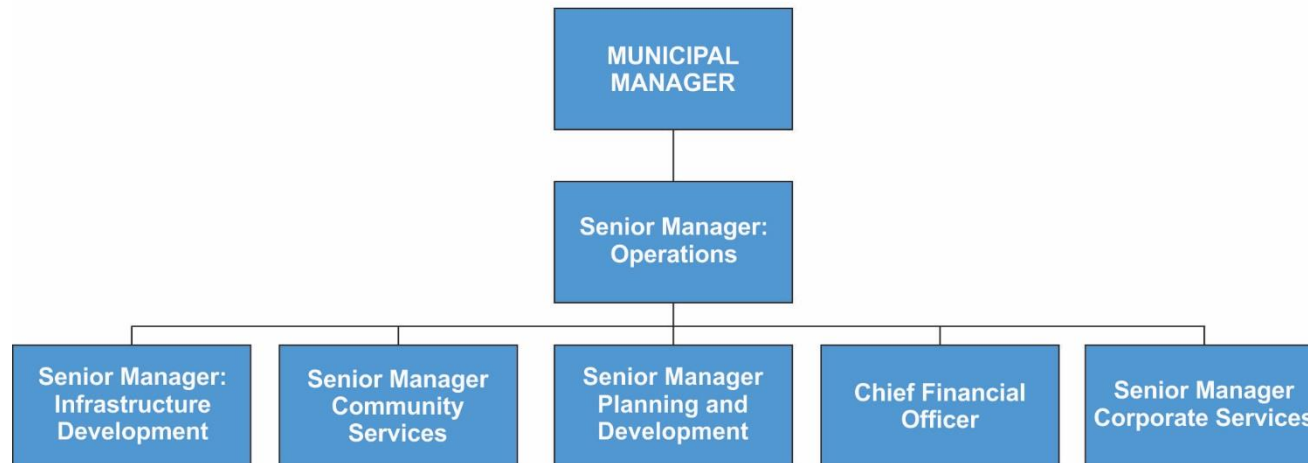 MUNICIPAL
MANAGER
Senior Manager:
Operations
Senior Manager:
Infrastructure
Development
Senior Manager
Community
Services
Senior Manager
Planning and
Development
Chief Financial
Officer
Senior Manager
Corporate Services